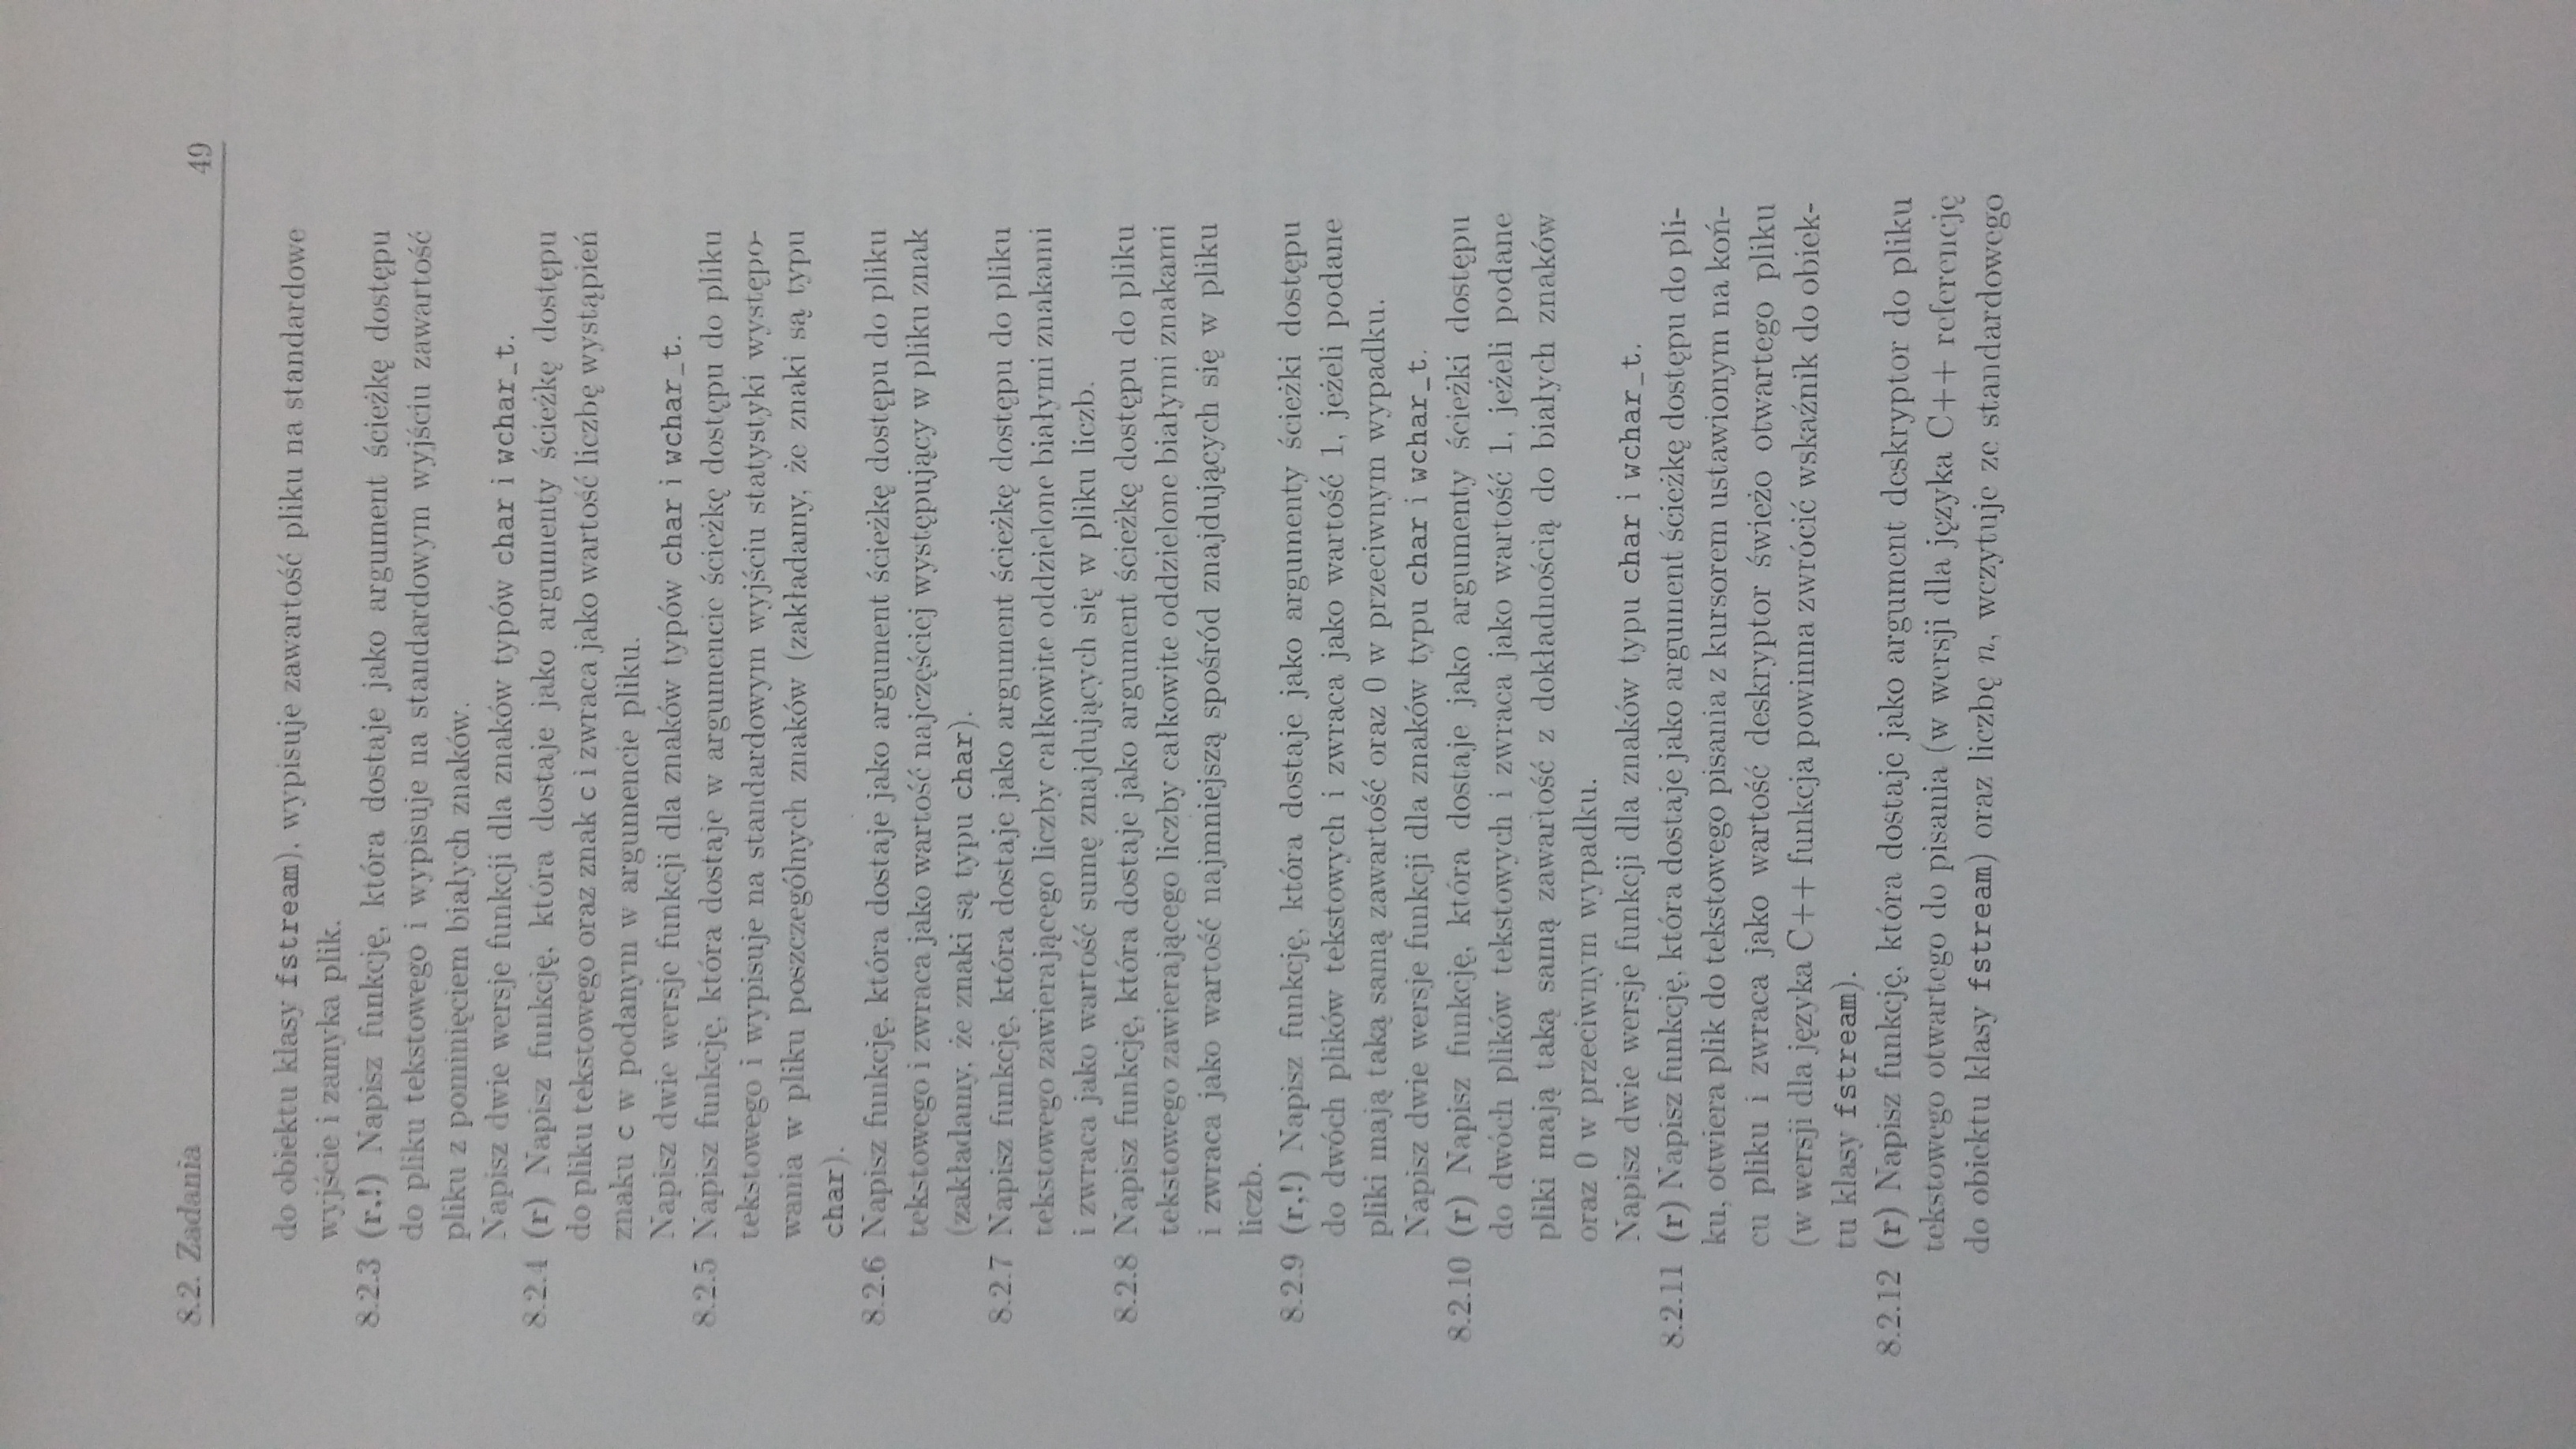 8.2. Zadania 49
do obiektu klasy fstream), wypisuje zawartość pliku na standardowe
wyjście i zamyka plik.
8.2.3 (r,!) Napisz funkcję, która dostaje jako argument ścieżkę dostępu
do pliku tekstowego i wypisuje na standardowym wyjściu zawartość
pliku z pominięciem białych znaków.
Napisz dwie wersje funkcji dla znaków typów char i wchar_t.
8.2.4 (r) Napisz funkcję, która dostaje jako argumenty ścieżkę dostępu
do pliku tekstowego oraz znak c i zwraca jako wartość liczbę wystąpień
znaku c w podanym w argumencie pliku.
Napisz dwie wersje funkcji dla znaków typów char i wchar_t.
8.2.5 Napisz funkcję, która dostaje w argumencie ścieżkę dostępu do pliku
tekstowego i wypisuje na standardowym wyjściu statystyki występo-
wania w pliku poszczególnych znaków (zakładamy, że znaki są typu
char).
8.2.6 Napisz funkcję, która dostaje jako argument ścieżkę dostępu do pliku
tekstowego i zwraca jako wartość najczęściej występujący w pliku znak
(zakładamy, że znaki są typu char).
8.2.7 Napisz funkcję, która dostaje jako argument ścieżkę dostępu do pliku
tekstowego zawierającego liczby całkowite oddzielone białymi znakami
i zwraca jako wartość sumę znajdujących się w pliku liczb.
8.2.8 Napisz funkcję, która dostaje jako argument ścieżkę dostępu do pliku
tekstowego zawierającego liczby całkowite oddzielone białymi znakami
i zwraca jako wartość najmniejszą spośród znajdujących się w pliku
liczb.
8.2.9 (r,!) Napisz funkcję, która dostaje jako argumenty ścieżki dostępu
do dwóch plików tekstowych i zwraca jako wartość 1, jeżeli podane
pliki mają taką samą zawartość oraz 0 w przeciwnym wypadku.
Napisz dwie wersje funkcji dla znaków typu char i wchar_t.
8.2.10 (r) Napisz funkcję, która dostaje jako argumenty ścieżki dostępu
do dwóch plików tekstowych i zwraca jako wartość 1, jeżeli podane
pliki mają taką samą zawartość z dokładnością do białych znaków
oraz 0 w przeciwnym wypadku.
Napisz dwie wersje funkcji dla znaków typu char i wchar_t.
8.2.11 (r) Napisz funkcję, która dostaje jako argument ścieżkę dostępu do pli-
ku, otwiera plik do tekstowego pisania z kursorem ustawionym na koń-
cu pliku i zwraca jako wartość deskryptor świeżo otwartego pliku
(w wersji dla języka C++ funkcja powinna zwrócić wskaźnik do obiek-
tu klasy fstream).
8.2.12 (r) Napisz funkcję, która dostaje jako argument deskryptor do pliku
tekstowego otwartego do pisania (w wersji dla języka C++ referencję
do obiektu klasy fstream) oraz liczbę n, wczytuje ze standardowego